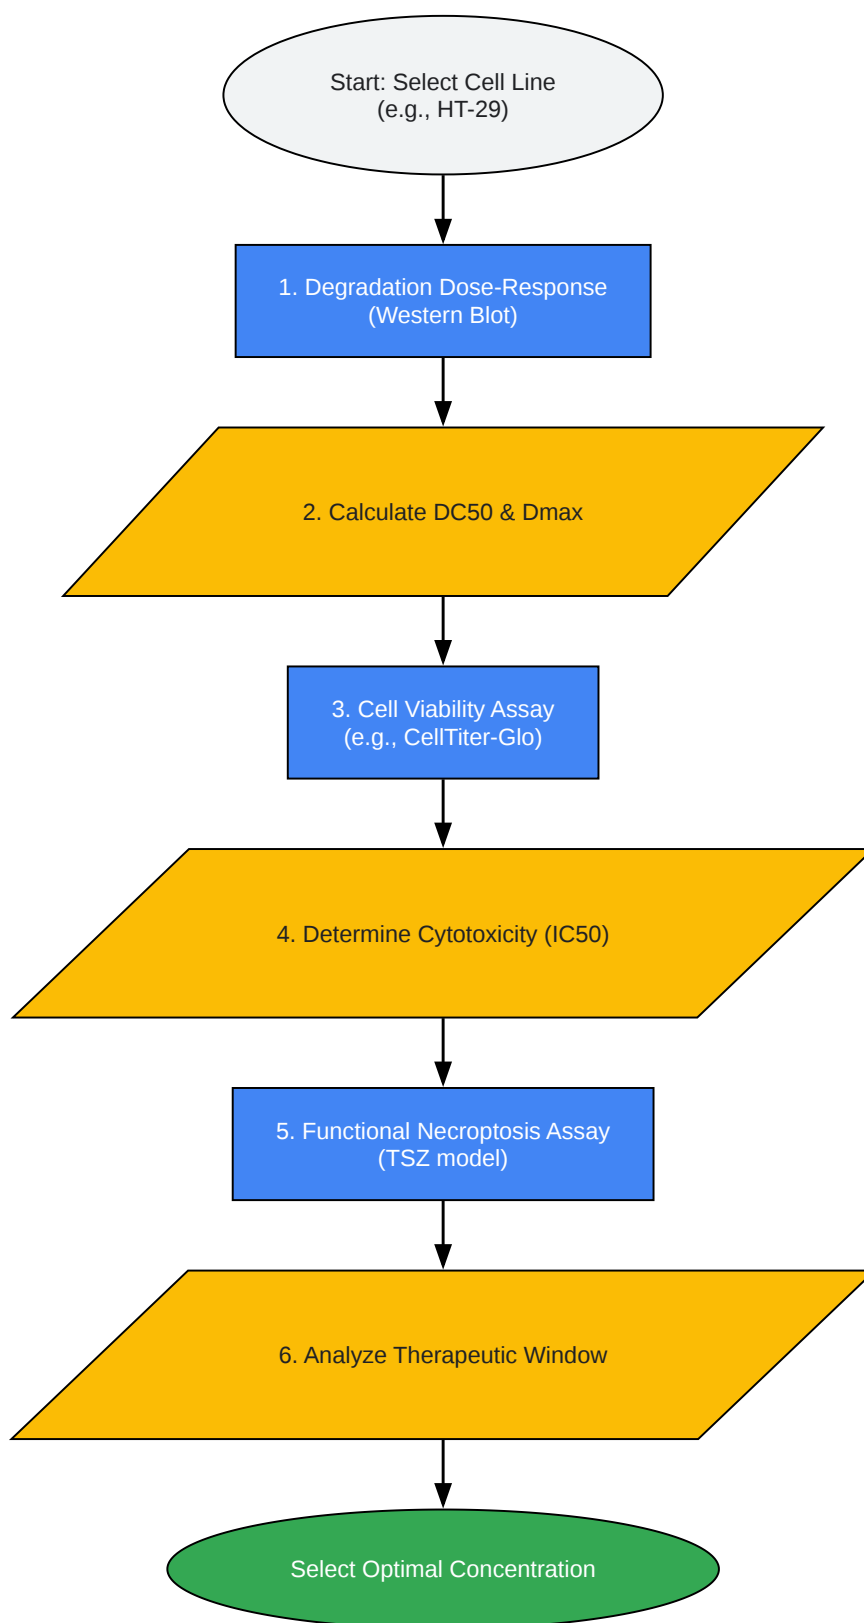 Start: Select Cell Line
(e.g., HT-29)
1. Degradation Dose-Response
(Western Blot)
2. Calculate DC50 & Dmax
3. Cell Viability Assay
(e.g., CellTiter-Glo)
4. Determine Cytotoxicity (IC50)
5. Functional Necroptosis Assay
(TSZ model)
6. Analyze Therapeutic Window
Select Optimal Concentration